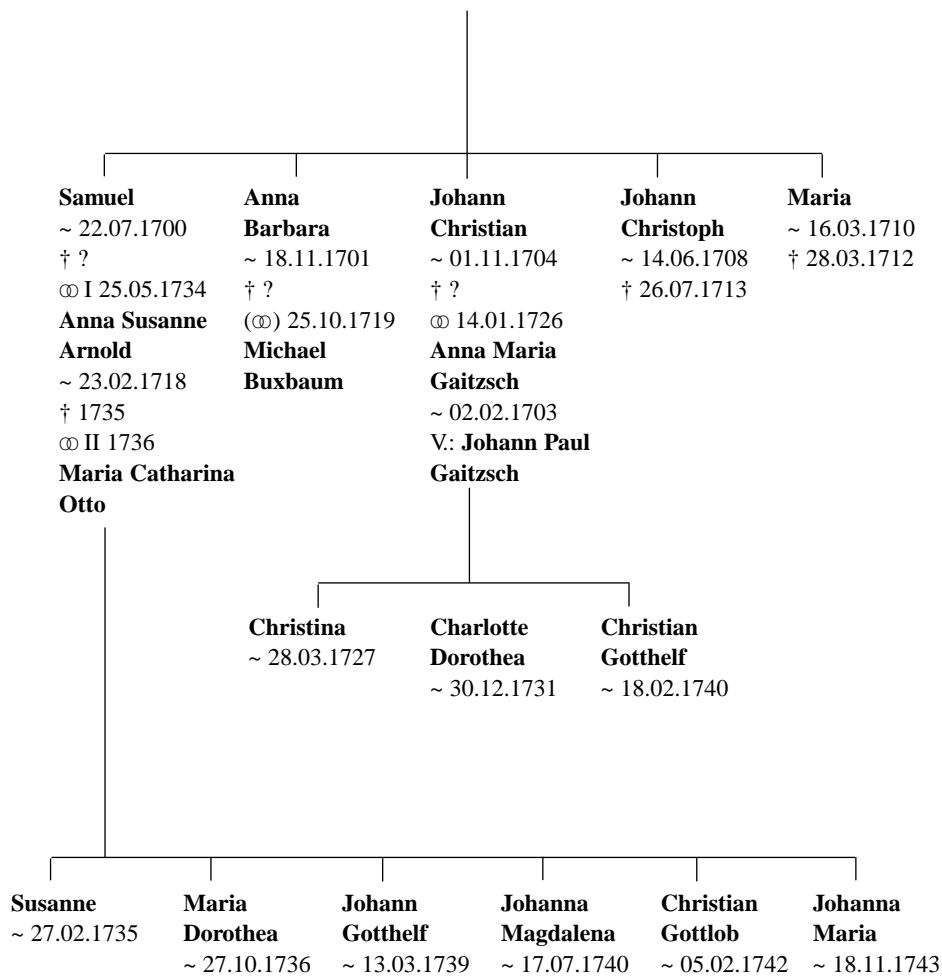 Samuel
~ 22.07.1700
† ?
⚭ I 25.05.1734
Anna Susanne
Arnold
~ 23.02.1718
† 1735
⚭ II 1736
Maria Catharina
Otto
Anna
Barbara
~ 18.11.1701
† ?
(⚭) 25.10.1719
Michael
Buxbaum
Johann
Christian
~ 01.11.1704
† ?
⚭ 14.01.1726
Anna Maria
Gaitzsch
~ 02.02.1703
V.: Johann Paul
Gaitzsch
Johann
Christoph
~ 14.06.1708
† 26.07.1713
Maria
~ 16.03.1710
† 28.03.1712
Christina
~ 28.03.1727
Charlotte
Dorothea
~ 30.12.1731
Christian
Gotthelf
~ 18.02.1740
Susanne
~ 27.02.1735
Maria
Dorothea
~ 27.10.1736
Johann
Gotthelf
~ 13.03.1739
Johanna
Magdalena
~ 17.07.1740
Christian
Gottlob
~ 05.02.1742
Johanna
Maria
~ 18.11.1743